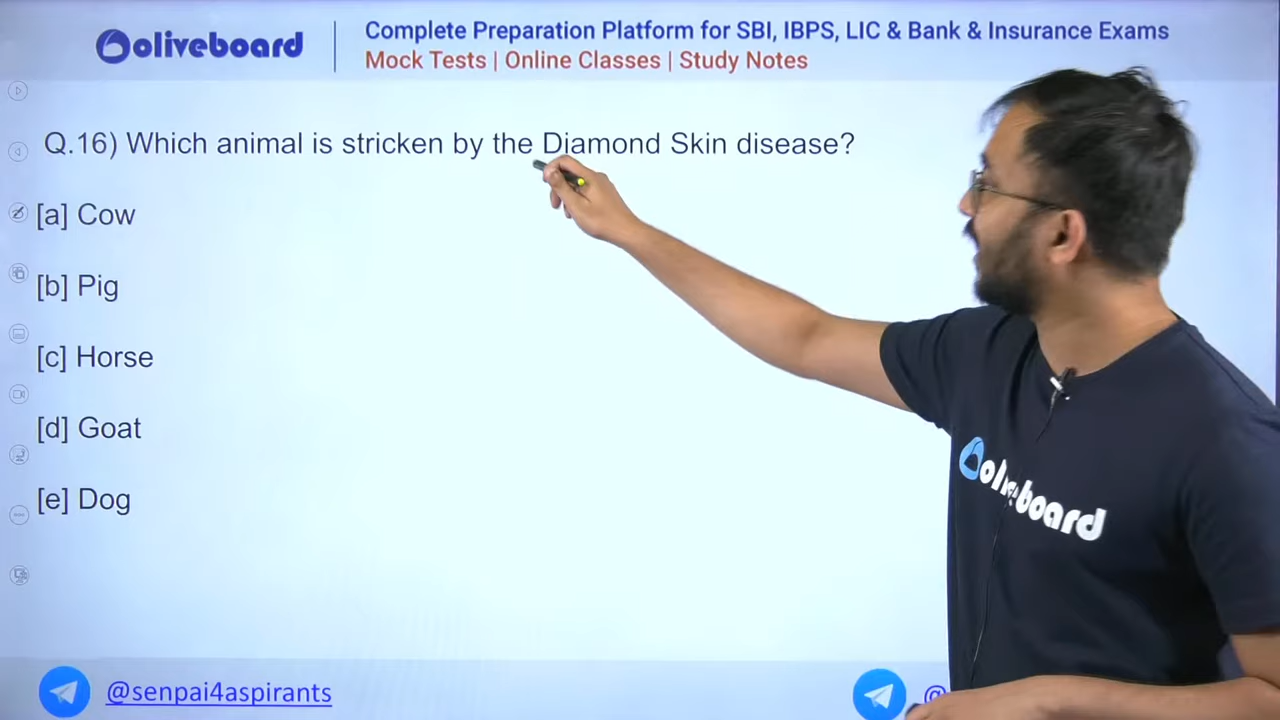 oliveboard
Complete Preparation Platform for SBI, IBPS, LIC & Bank & Insurance Exams
Mock Tests | Online Classes | Study Notes
Q.16) Which animal is stricken by the Diamond Skin disease?
[a] Cow
[b] Pig
[c] Horse
[d] Goat
[e] Dog
oliveboard
@senpai4aspirants
@